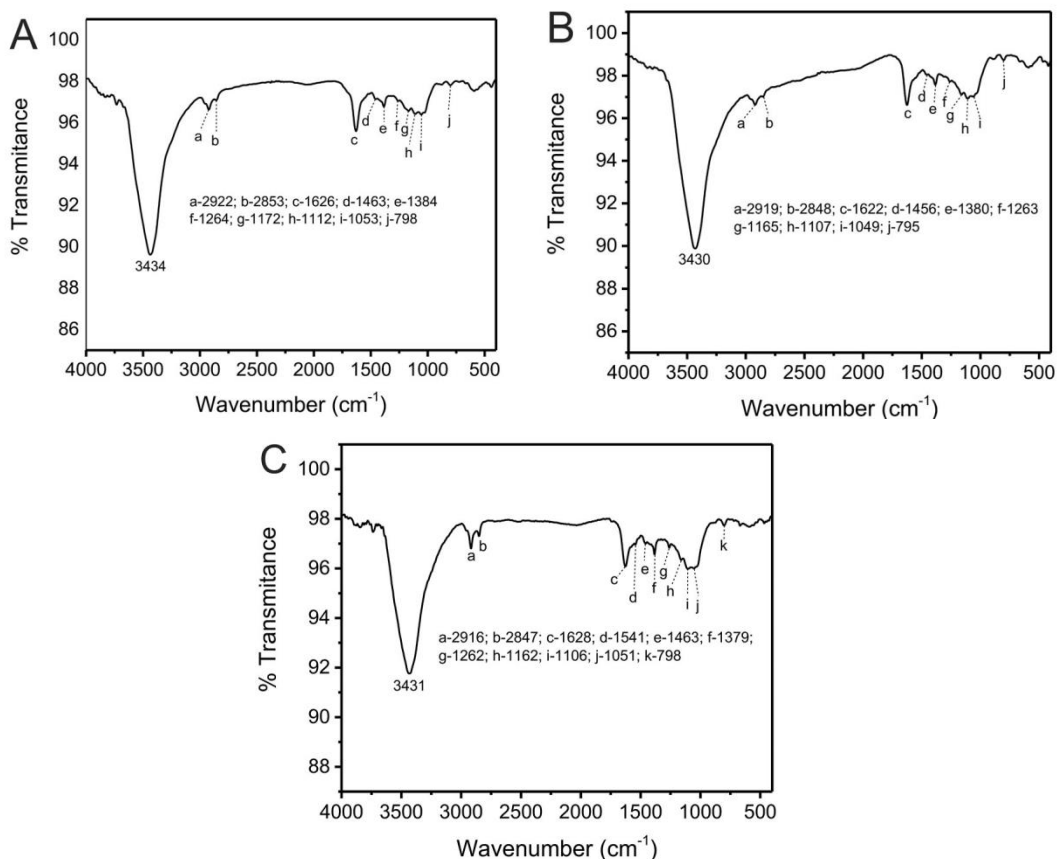 A
100
98
96
94
92
90
88
86
% Transmitance
a
b
c
d
e
f
g
h
i
j
a-2922; b-2853; c-1626; d-1463; e-1384
f-1264; g-1172; h-1112; i-1053; j-798
3434
4000 3500 3000 2500 2000 1500 1000 500
Wavenumber (cm⁻¹)
B
100
98
96
94
92
90
88
86
% Transmitance
a
b
c
d
e
f
g
h
i
j
a-2919; b-2848; c-1622; d-1456; e-1380; f-1263
g-1165; h-1107; i-1049; j-795
3430
4000 3500 3000 2500 2000 1500 1000 500
Wavenumber (cm⁻¹)
C
100
98
96
94
92
90
88
% Transmitance
a
b
c
d
e
f
g
h
i
j
k
a-2916; b-2847; c-1628; d-1541; e-1463; f-1379;
g-1262; h-1162; i-1106; j-1051; k-798
3431
4000 3500 3000 2500 2000 1500 1000 500
Wavenumber (cm⁻¹)